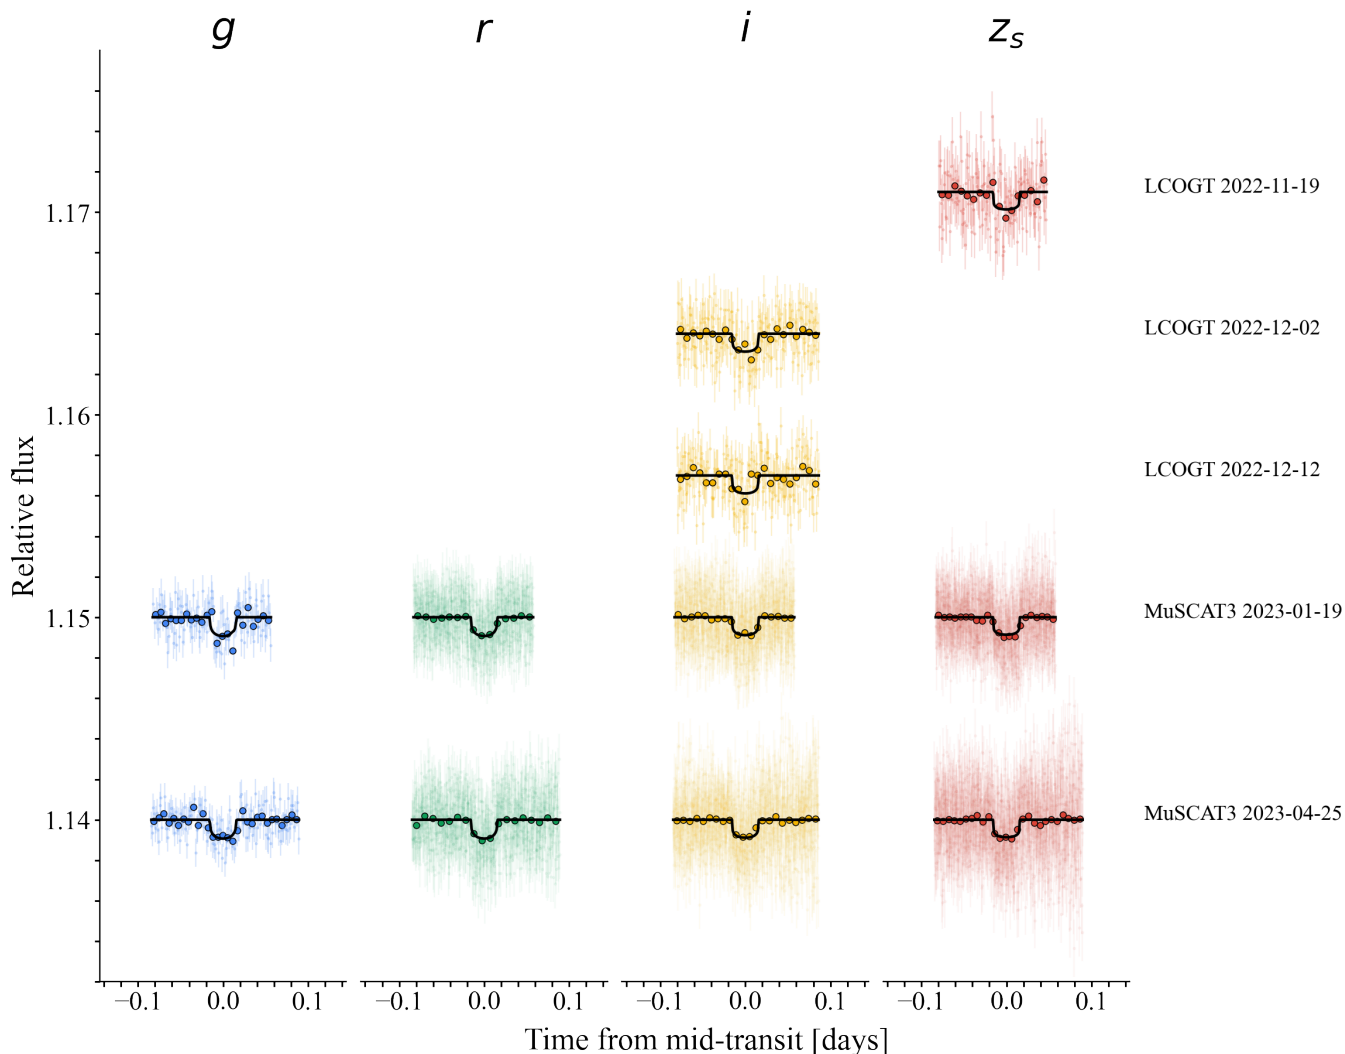 g r i zs
LCOGT 2022-11-19
1.17
LCOGT 2022-12-02
1.16
LCOGT 2022-12-12
Relative flux
1.15
MuSCAT3 2023-01-19
1.14
MuSCAT3 2023-04-25
−0.1 0.0 0.1 −0.1 0.0 0.1 −0.1 0.0 0.1 −0.1 0.0 0.1
Time from mid-transit [days]